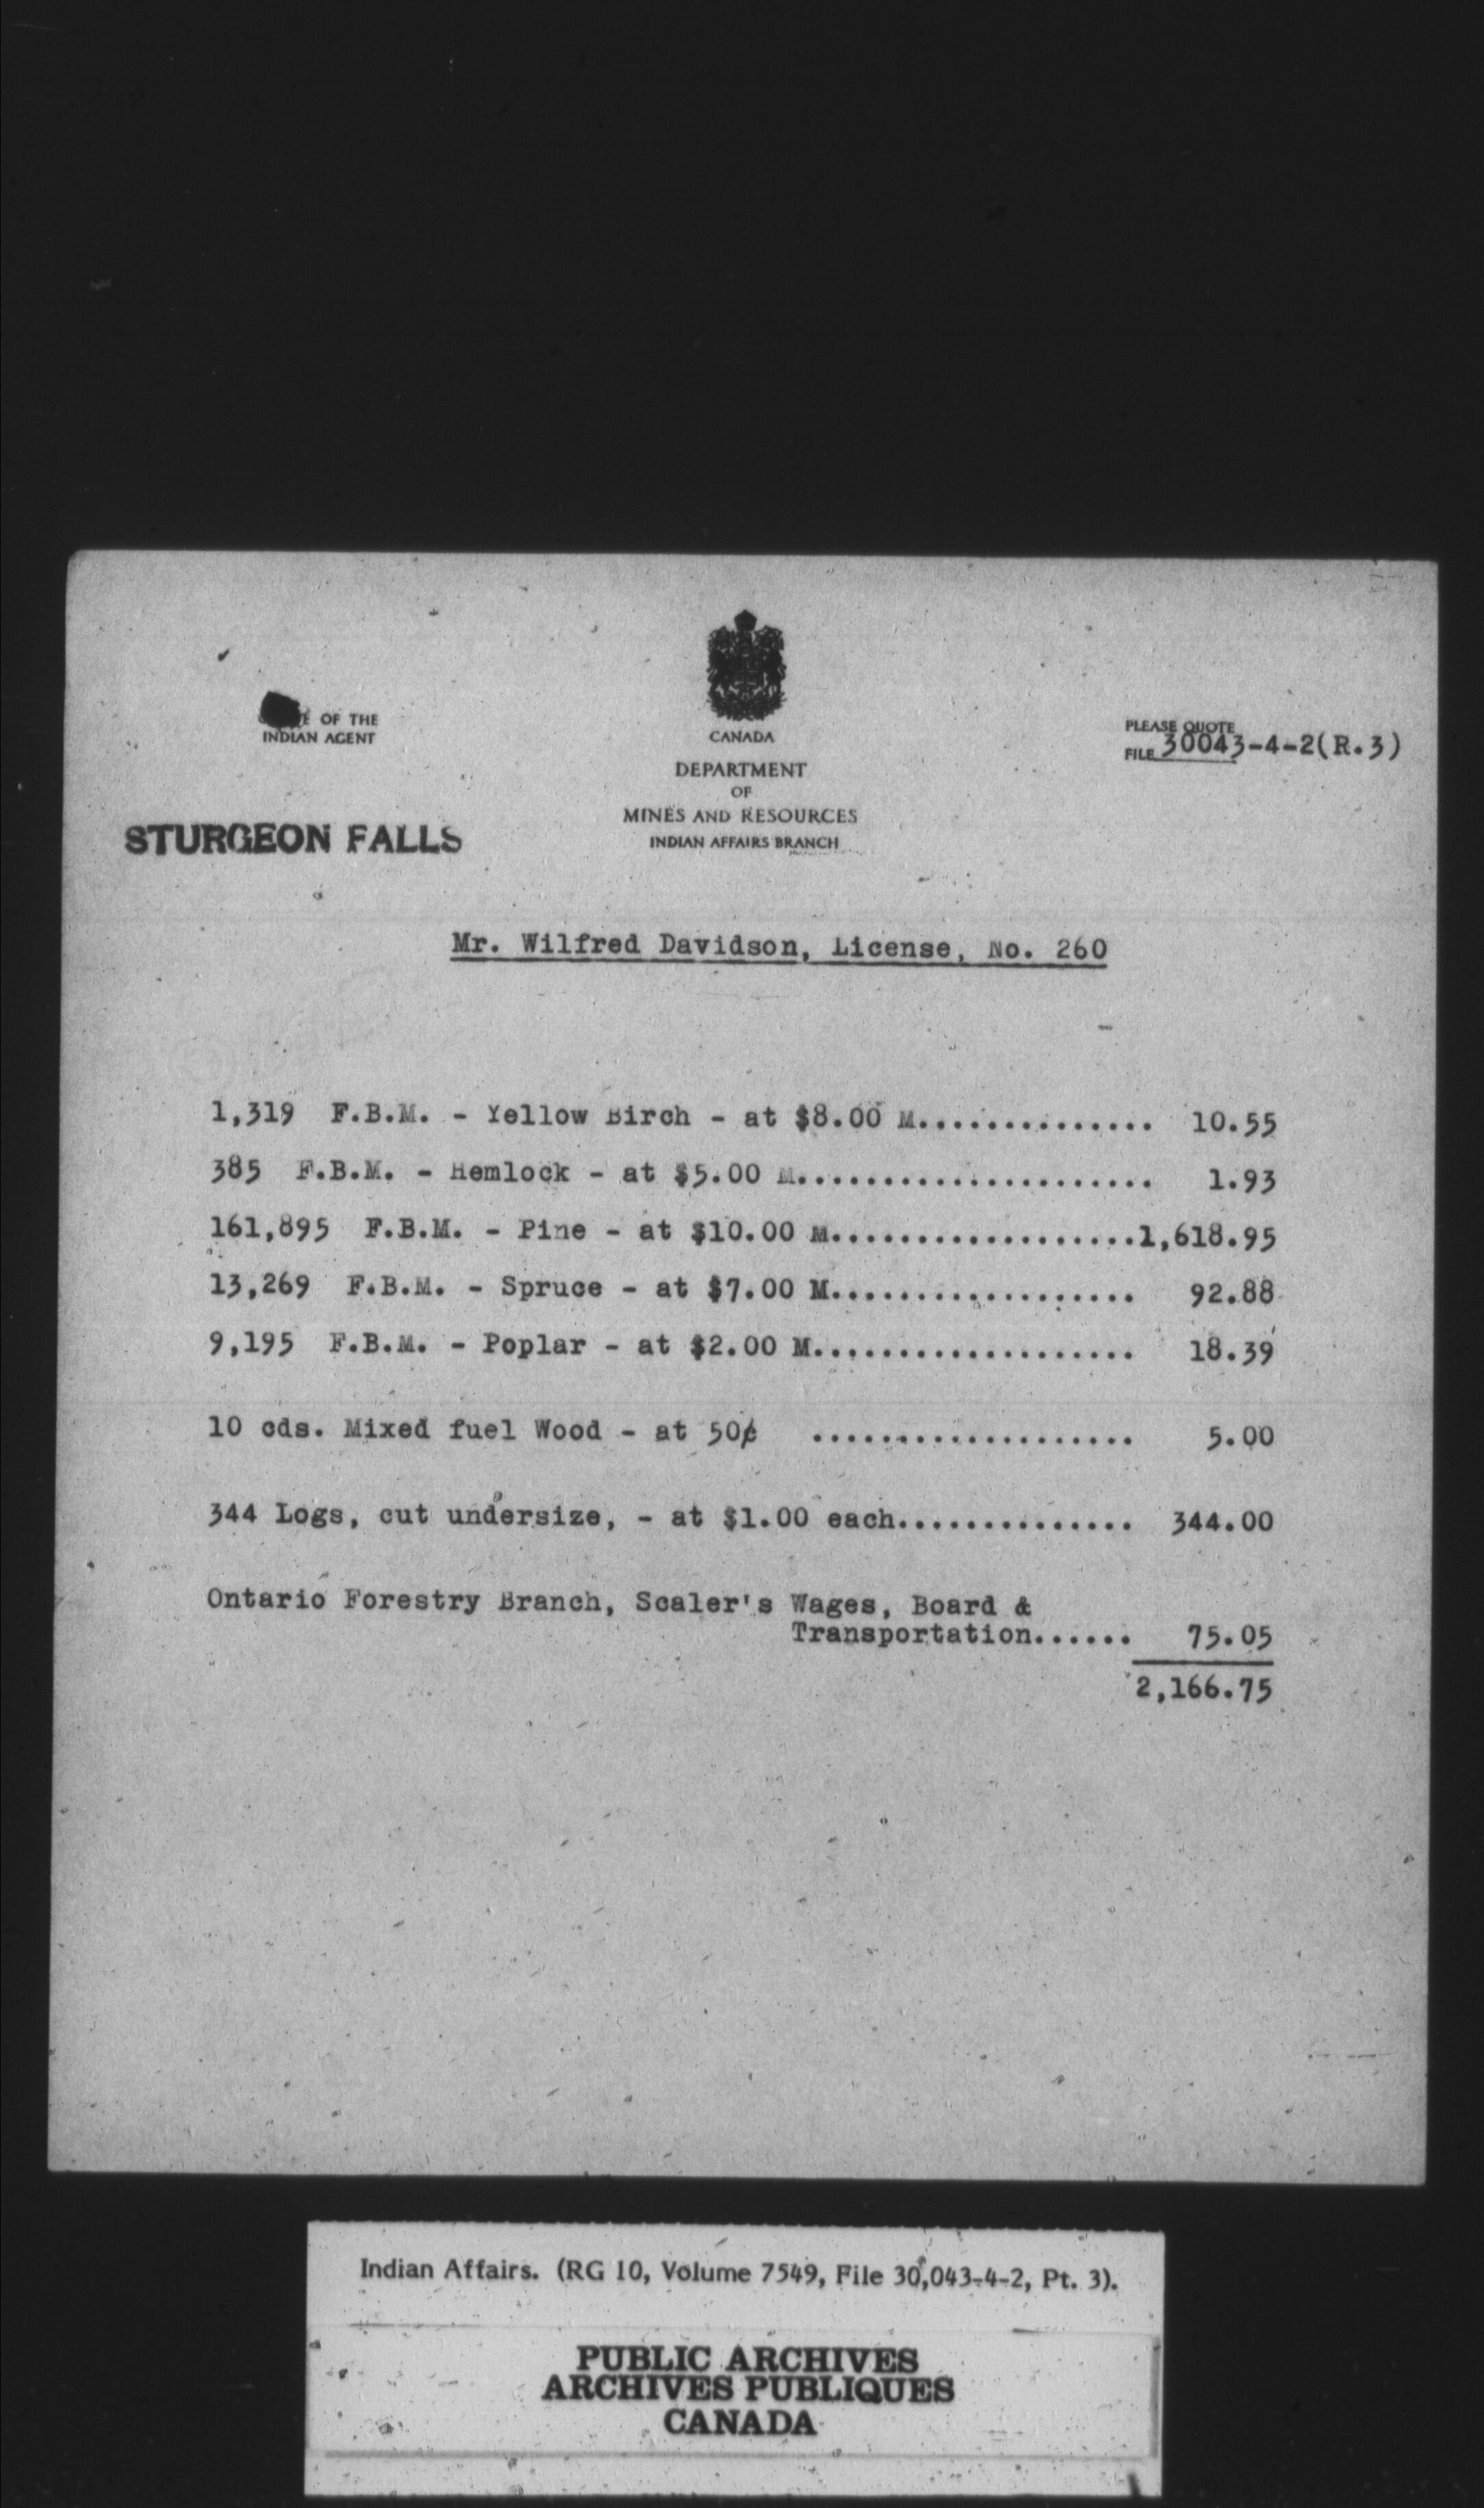 OF THE
INDIAN AGENT
STURGEON FALLS
CANADA
DEPARTMENT
OF
MINES AND RESOURCES
INDIAN AFFAIRS BRANCH
PLEASE QUOTE
FILE 30043-4-2(R.3)
Mr. Wilfred Davidson, License, No. 260
1,319 F.B.M. - Yellow Birch - at $8.00 M.............. 10.55
385 F.B.M. - Hemlock - at $5.00 M..................... 1.93
161,895 F.B.M. - Pine - at $10.00 M..................1,618.95
13,269 F.B.M. - Spruce - at $7.00 M.................. 92.88
9,195 F.B.M. - Poplar - at $2.00 M................... 18.39
10 cds. Mixed fuel Wood - at 50¢ ................... 5.00
344 Logs, cut undersize, - at $1.00 each.............. 344.00
Ontario Forestry Branch, Scaler's Wages, Board &
Transportation...... 75.05
2,166.75
Indian Affairs. (RG 10, Volume 7549, File 30,043-4-2, Pt. 3).
PUBLIC ARCHIVES
ARCHIVES PUBLIQUES
CANADA